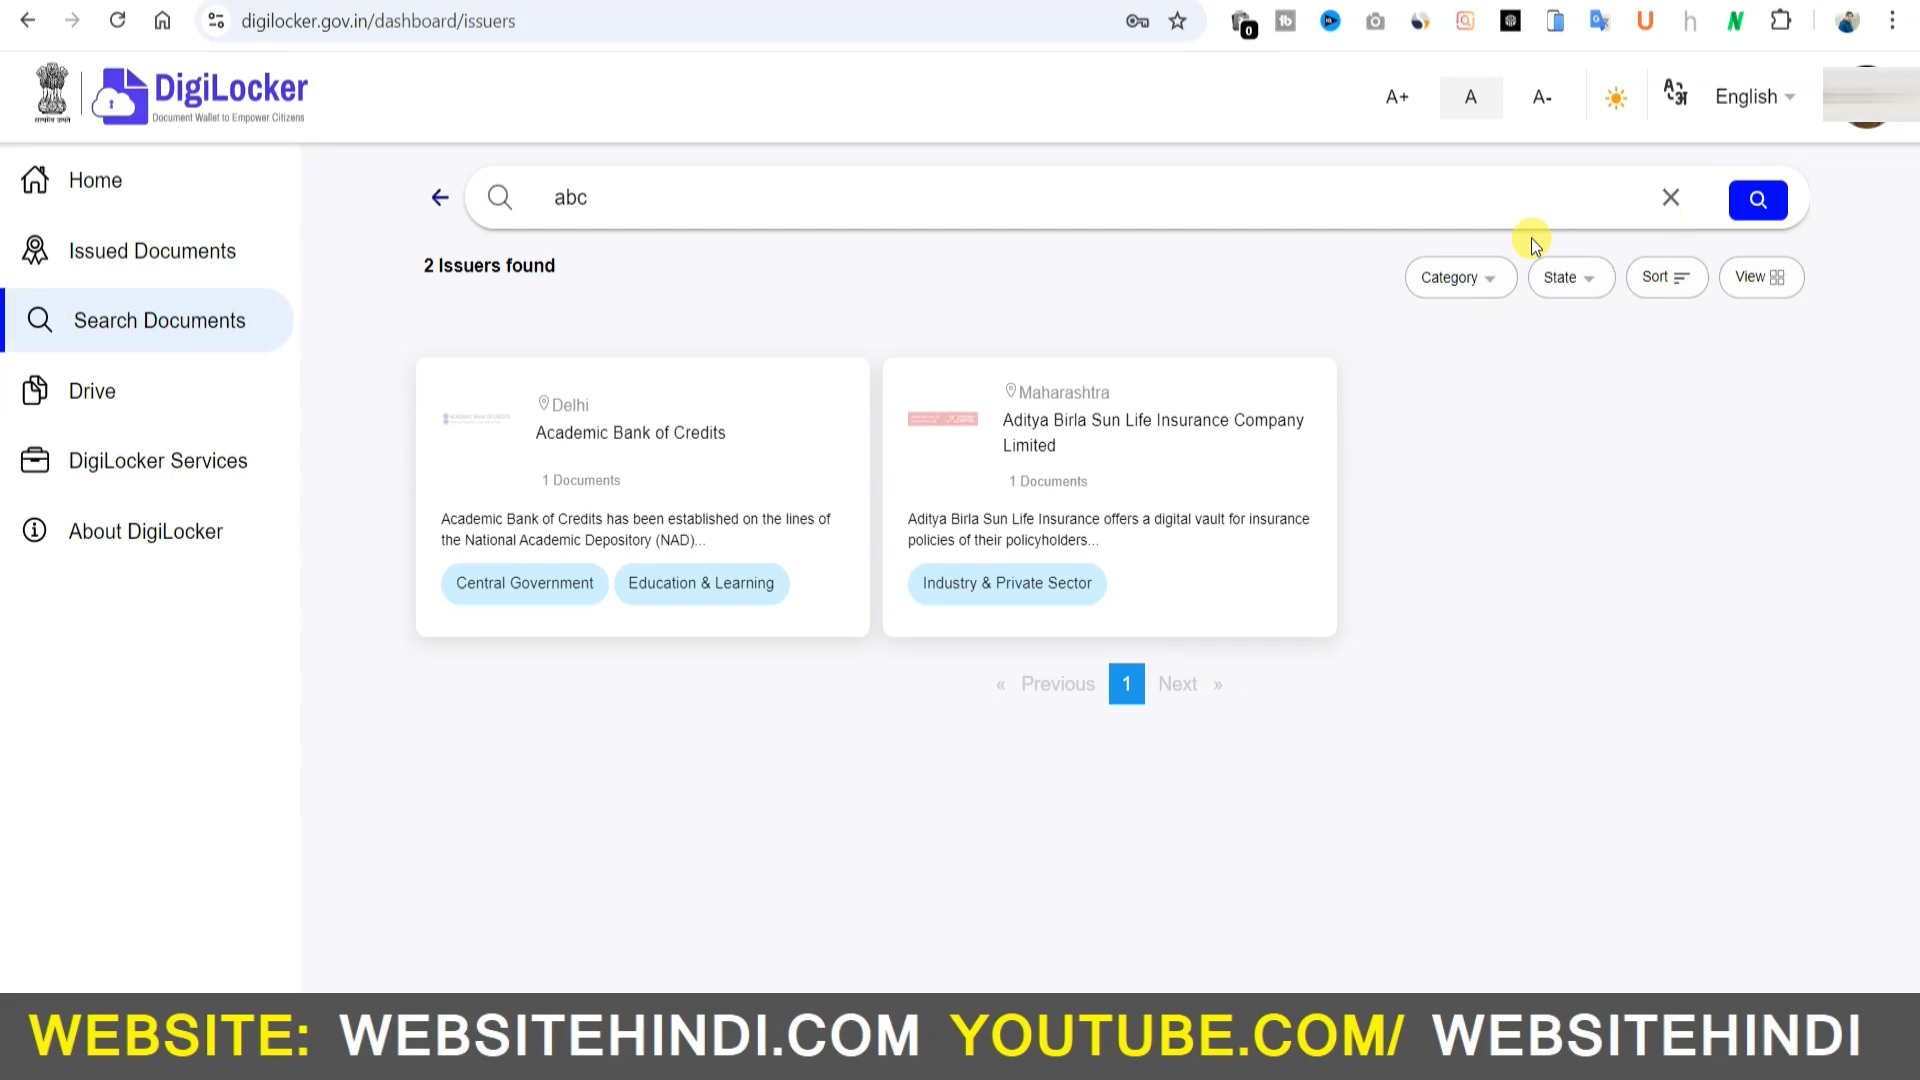 digilocker.gov.in/dashboard/issuers
0
DigiLocker
Document Wallet to Empower Citizens
A+
A
A-
English
Home
Issued Documents
Search Documents
Drive
DigiLocker Services
About DigiLocker
abc
2 Issuers found
Category
State
Sort
View
Delhi
Academic Bank of Credits
1 Documents
Academic Bank of Credits has been established on the lines of
the National Academic Depository (NAD)...
Central Government
Education & Learning
Maharashtra
Aditya Birla Sun Life Insurance Company
Limited
1 Documents
Aditya Birla Sun Life Insurance offers a digital vault for insurance
policies of their policyholders...
Industry & Private Sector
« Previous 1 Next »
WEBSITE: WEBSITEHINDI.COM YOUTUBE.COM/ WEBSITEHINDI